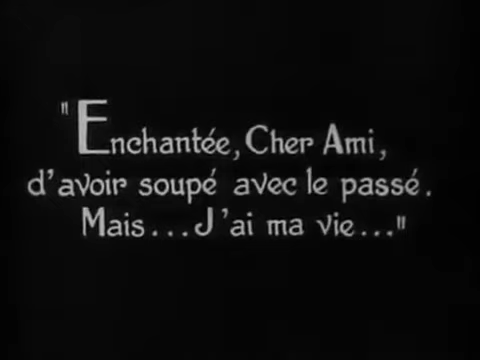 "Enchantée, Cher Ami,
d'avoir soupé avec le passé.
Mais...J'ai ma vie..."